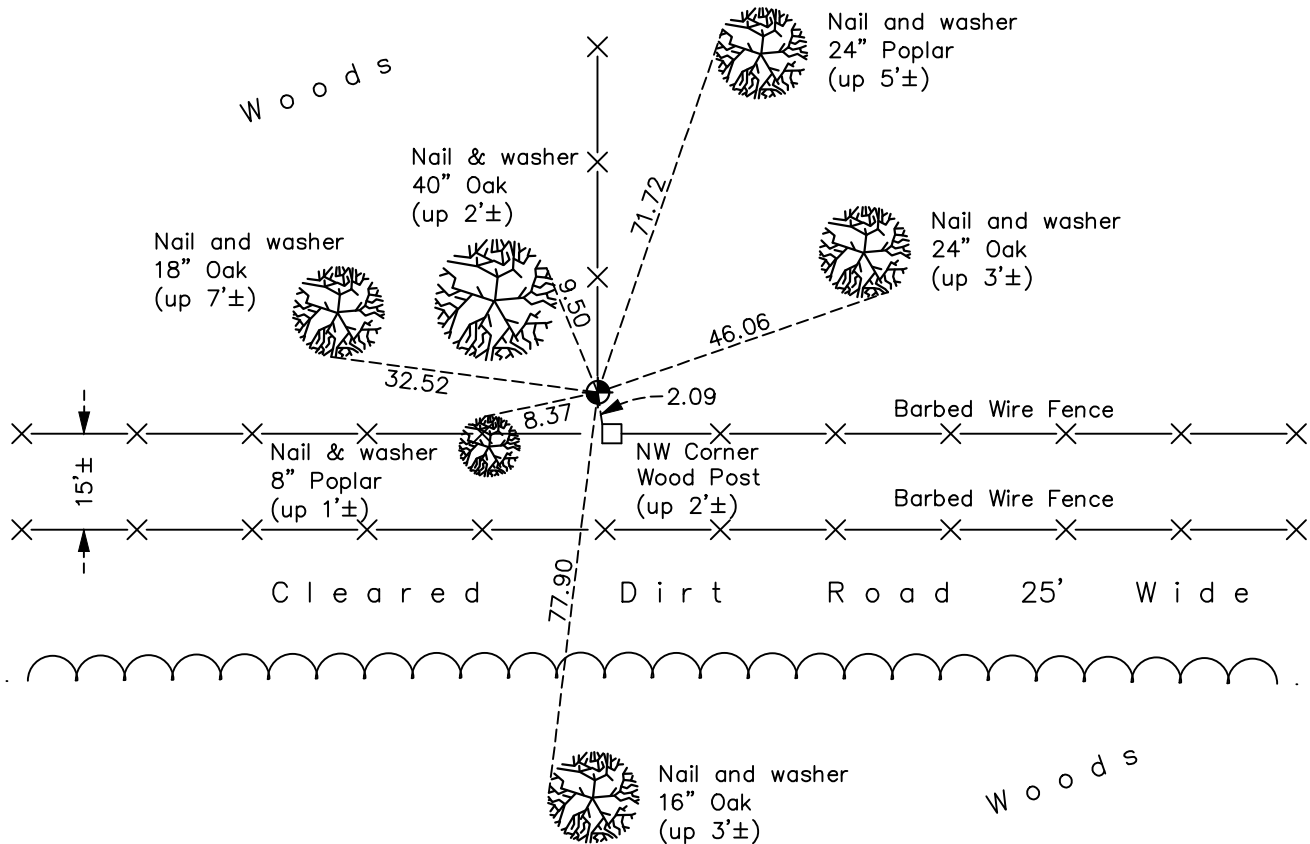 Nail and washer
24” Poplar
(up 5’±)
Woods
Nail & washer
40” Oak
(up 2’±)
71.72
Nail and washer
24” Oak
(up 3’±)
Nail and washer
18” Oak
(up 7’±)
9.50
46.06
32.52
2.09
8.37
Barbed Wire Fence
Nail & washer
8” Poplar
(up 1’±)
NW Corner
Wood Post
(up 2’±)
15’±
Barbed Wire Fence
77.90
Cleared Dirt Road 25’ Wide
Woods
Nail and washer
16” Oak
(up 3’±)